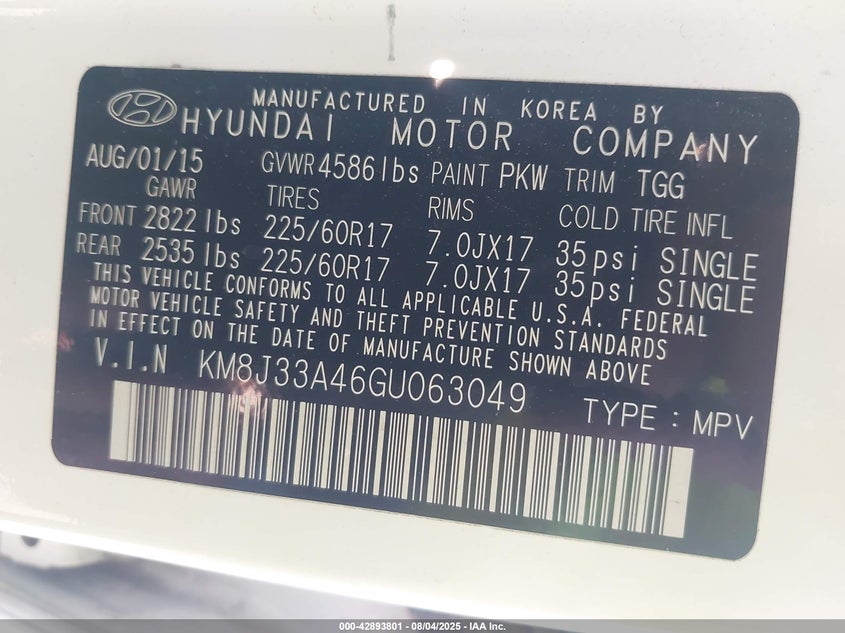 MANUFACTURED IN KOREA BY
HYUNDAI MOTOR COMPANY
AUG/01/15 GVWR 4586 lbs PAINT PKW TRIM TGG
GAWR TIRES RIMS COLD TIRE INFL
FRONT 2822 lbs 225/60R17 7.0JX17 35psi SINGLE
REAR 2535 lbs 225/60R17 7.0JX17 35psi SINGLE
THIS VEHICLE CONFORMS TO ALL APPLICABLE U.S.A. FEDERAL
MOTOR VEHICLE SAFETY AND THEFT PREVENTION STANDARDS
IN EFFECT ON THE DATE OF MANUFACTURE SHOWN ABOVE
V.I.N KM8J33A46GU063049 TYPE : MPV
000-42893801 - 08/04/2025 - IAA Inc.